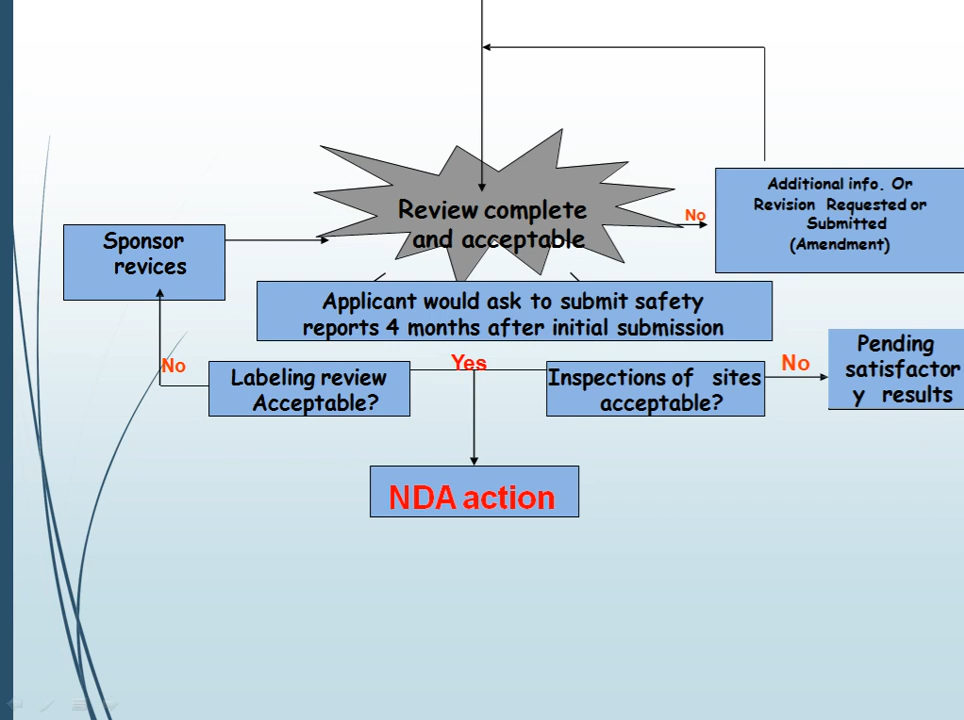 Additional info. Or
Revision Requested or
Submitted
(Amendment)
Review complete
and acceptable
No
Sponsor
revices
Applicant would ask to submit safety
reports 4 months after initial submission
No
Labeling review
Acceptable?
Yes
Inspections of sites
acceptable?
No
Pending
satisfactor
y results
NDA action